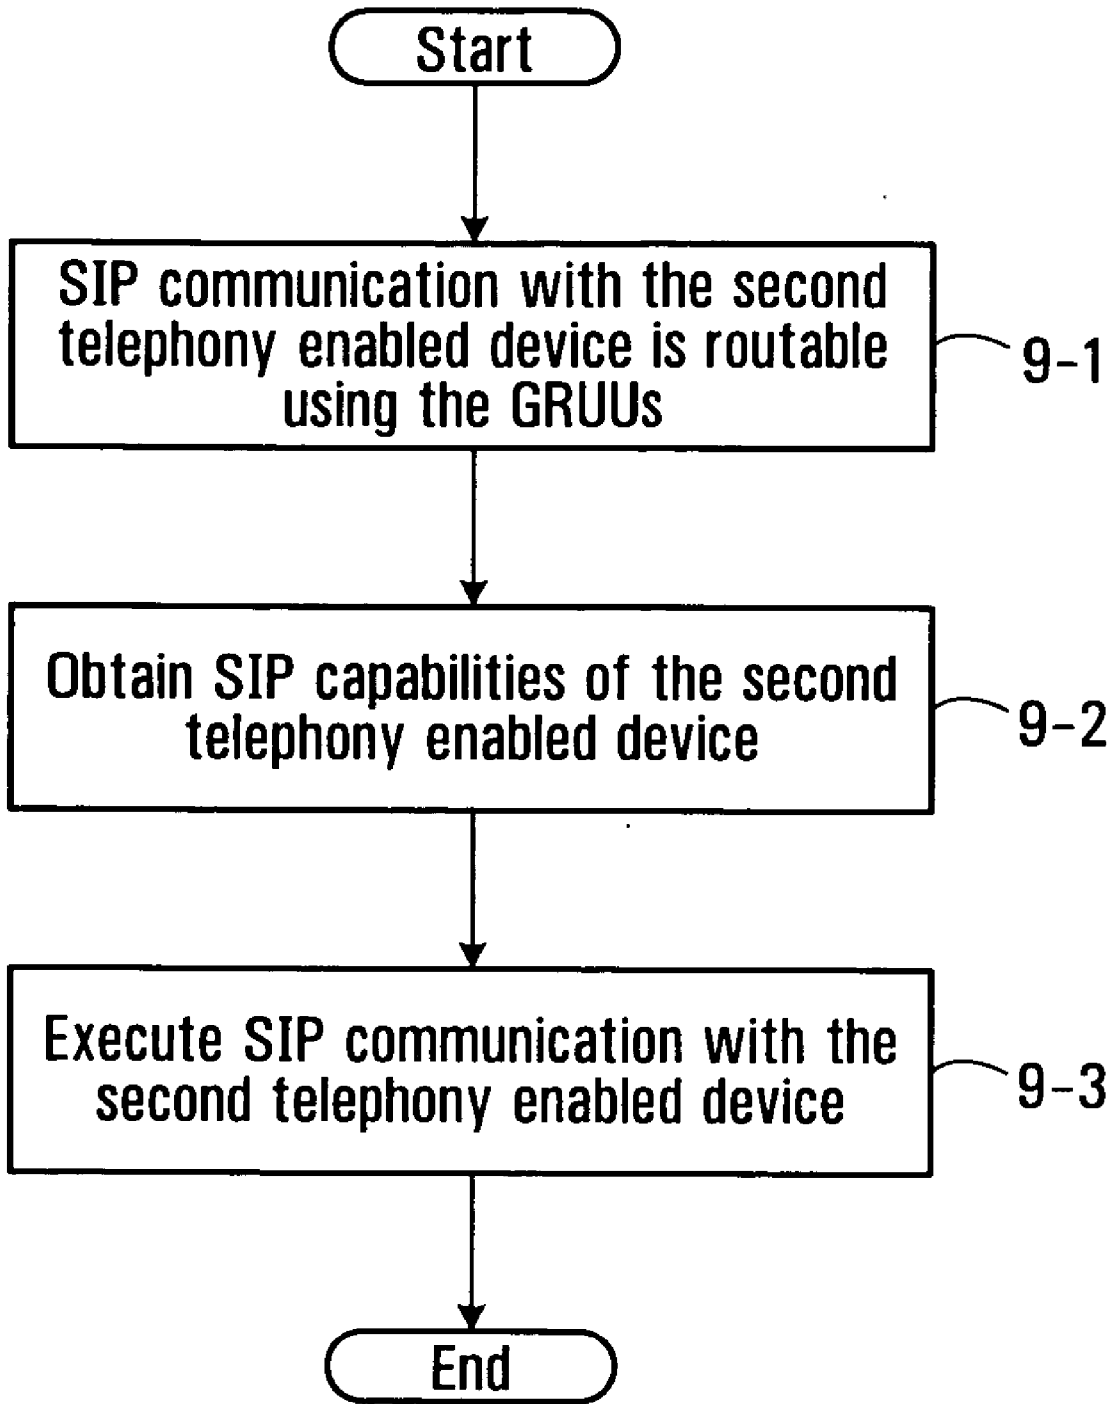 Start
SIP communication with the second
telephony enabled device is routable
using the GRUUs
9-1
Obtain SIP capabilities of the second
telephony enabled device
9-2
Execute SIP communication with the
second telephony enabled device
9-3
End